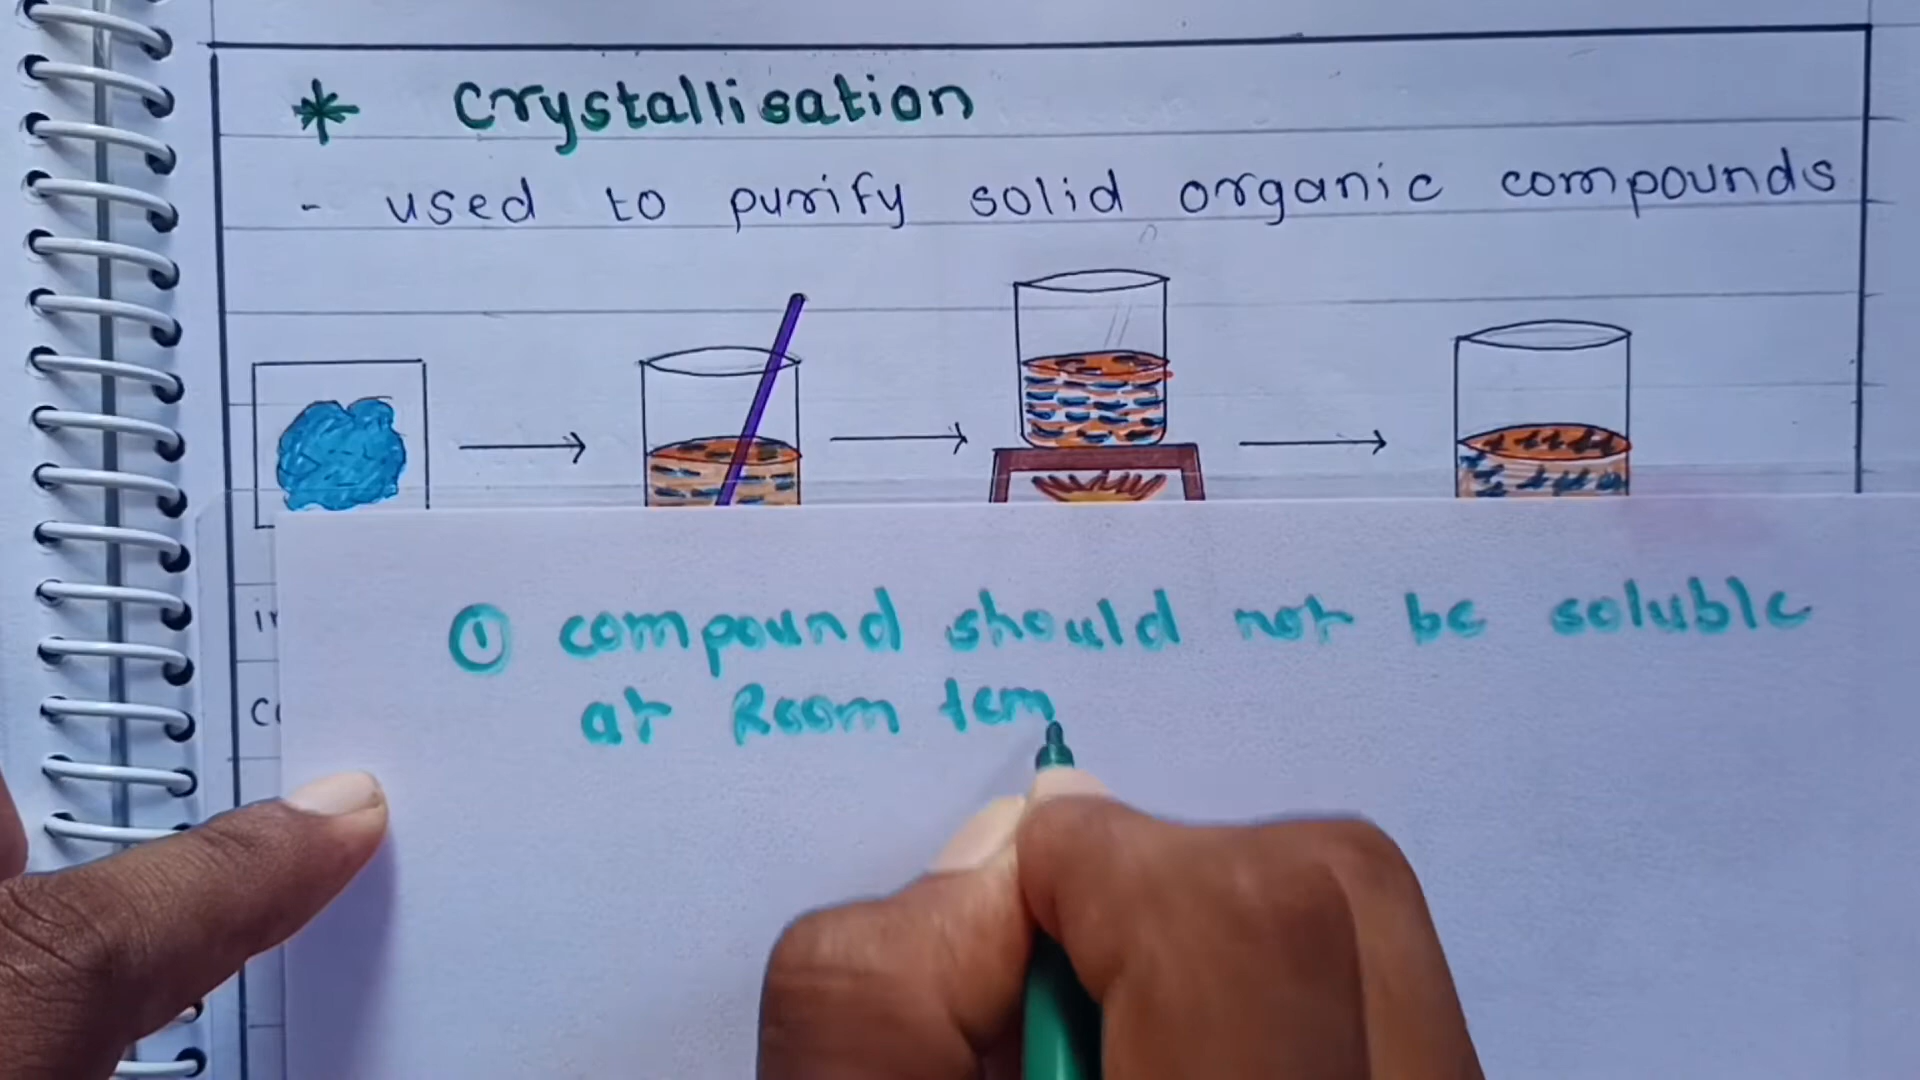 * Crystallisation
- used to purify solid organic compounds
① compound should not be soluble
at Room tem